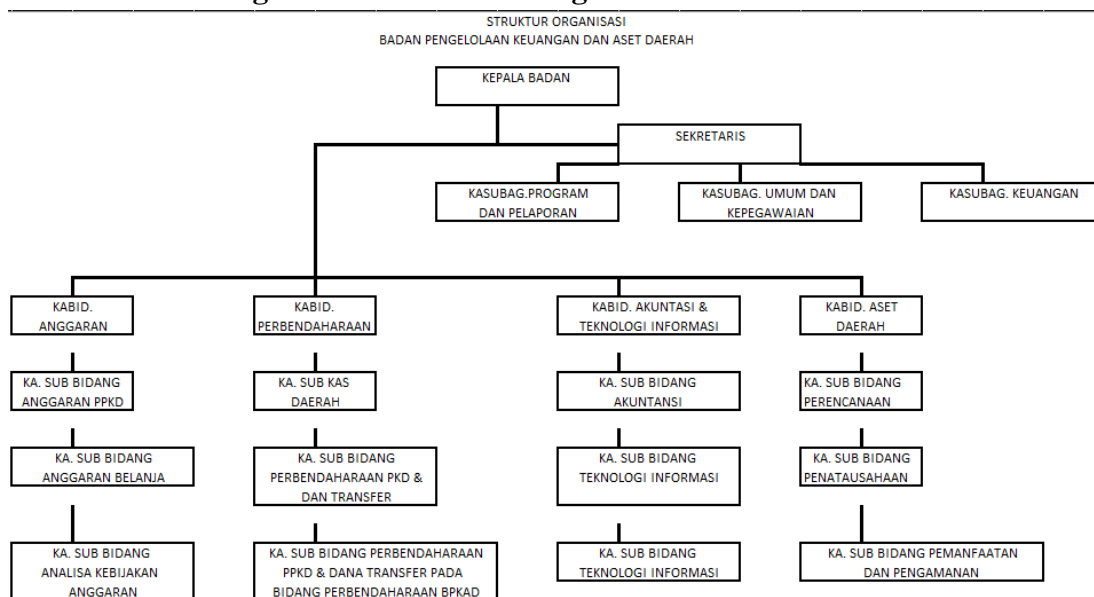 STRUKTUR ORGANISASI
BADAN PENGELOLAAN KEUANGAN DAN ASET DAERAH
KEPALA BADAN
SEKRETARIS
KASUBAG.PROGRAM
DAN PELAPORAN
KASUBAG. UMUM DAN
KEPEGAWAIAN
KASUBAG. KEUANGAN
KABID.
ANGGARAN
KABID.
PERBENDAHARAAN
KABID. AKUNTASI &
TEKNOLOGI INFORMASI
KABID. ASET
DAERAH
KA. SUB BIDANG
ANGGARAN PPKD
KA. SUB KAS
DAERAH
KA. SUB BIDANG
AKUNTANSI
KA. SUB BIDANG
PERENCANAAN
KA. SUB BIDANG
ANGGARAN BELANJA
KA. SUB BIDANG
PERBENDAHARAAN PKD &
DAN TRANSFER
KA. SUB BIDANG
TEKNOLOGI INFORMASI
KA. SUB BIDANG
PENATAUSAHAAN
KA. SUB BIDANG
ANALISA KEBIJAKAN
ANGGARAN
KA. SUB BIDANG PERBENDAHARAAN
PPKD & DANA TRANSFER PADA
BIDANG PERBENDAHARAAN BPKAD
KA. SUB BIDANG
TEKNOLOGI INFORMASI
KA. SUB BIDANG PEMANFAATAN
DAN PENGAMANAN